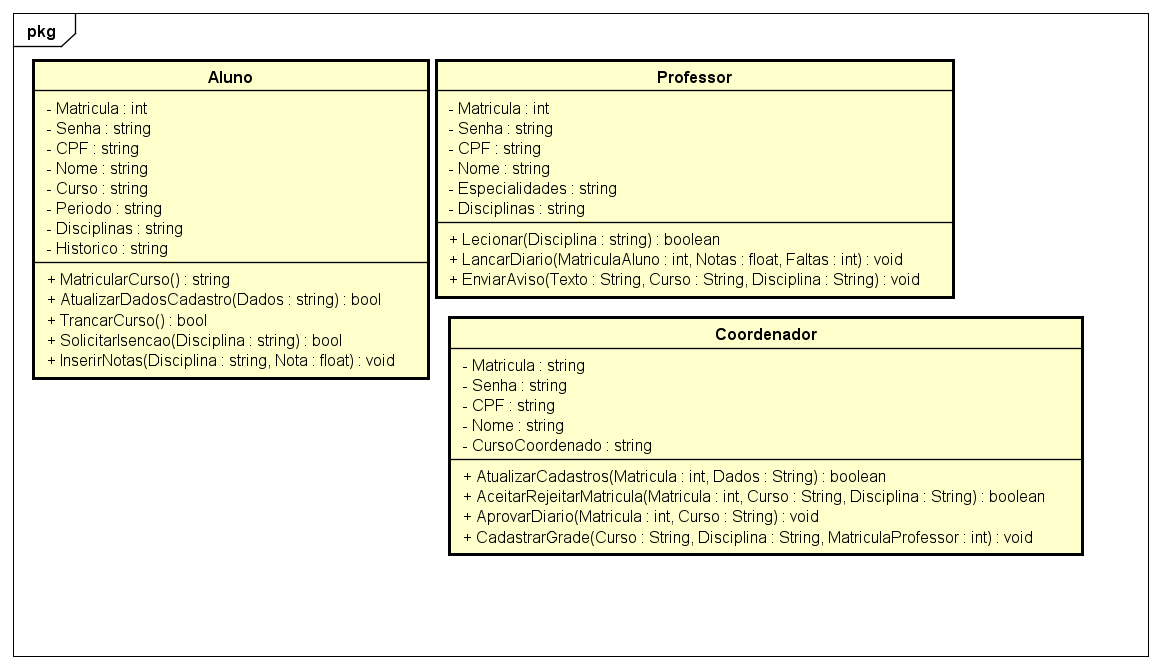 pkg
Aluno
- Matricula : int
- Senha : string
- CPF : string
- Nome : string
- Curso : string
- Periodo : string
- Disciplinas : string
- Historico : string
+ MatricularCurso() : string
+ AtualizarDadosCadastro(Dados : string) : bool
+ TrancarCurso() : bool
+ SolicitarIsencao(Disciplina : string) : bool
+ InserirNotas(Disciplina : string, Nota : float) : void
Professor
- Matricula : int
- Senha : string
- CPF : string
- Nome : string
- Especialidades : string
- Disciplinas : string
+ Lecionar(Disciplina : string) : boolean
+ LancarDiario(MatriculaAluno : int, Notas : float, Faltas : int) : void
+ EnviarAviso(Texto : String, Curso : String, Disciplina : String) : void
Coordenador
- Matricula : string
- Senha : string
- CPF : string
- Nome : string
- CursoCoordenado : string
+ AtualizarCadastros(Matricula : int, Dados : String) : boolean
+ AceitarRejeitarMatricula(Matricula : int, Curso : String, Disciplina : String) : boolean
+ AprovarDiario(Matricula : int, Curso : String) : void
+ CadastrarGrade(Curso : String, Disciplina : String, MatriculaProfessor : int) : void